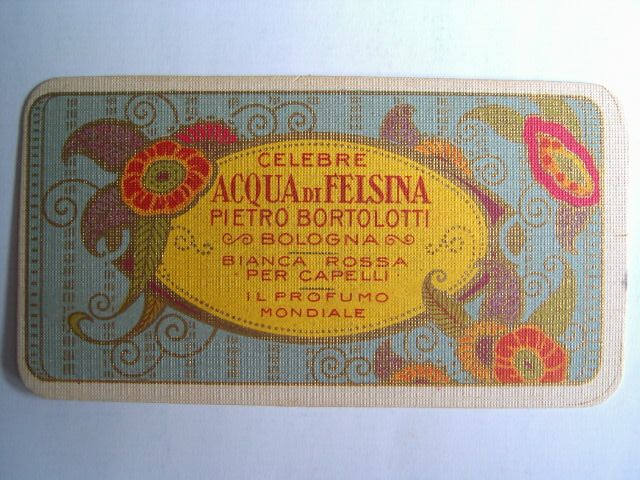 CELEBRE
ACQUA DI FELSINA
PIETRO BORTOLOTTI
BOLOGNA
BIANCA ROSSA
PER CAPELLI
IL PROFUMO
MONDIALE